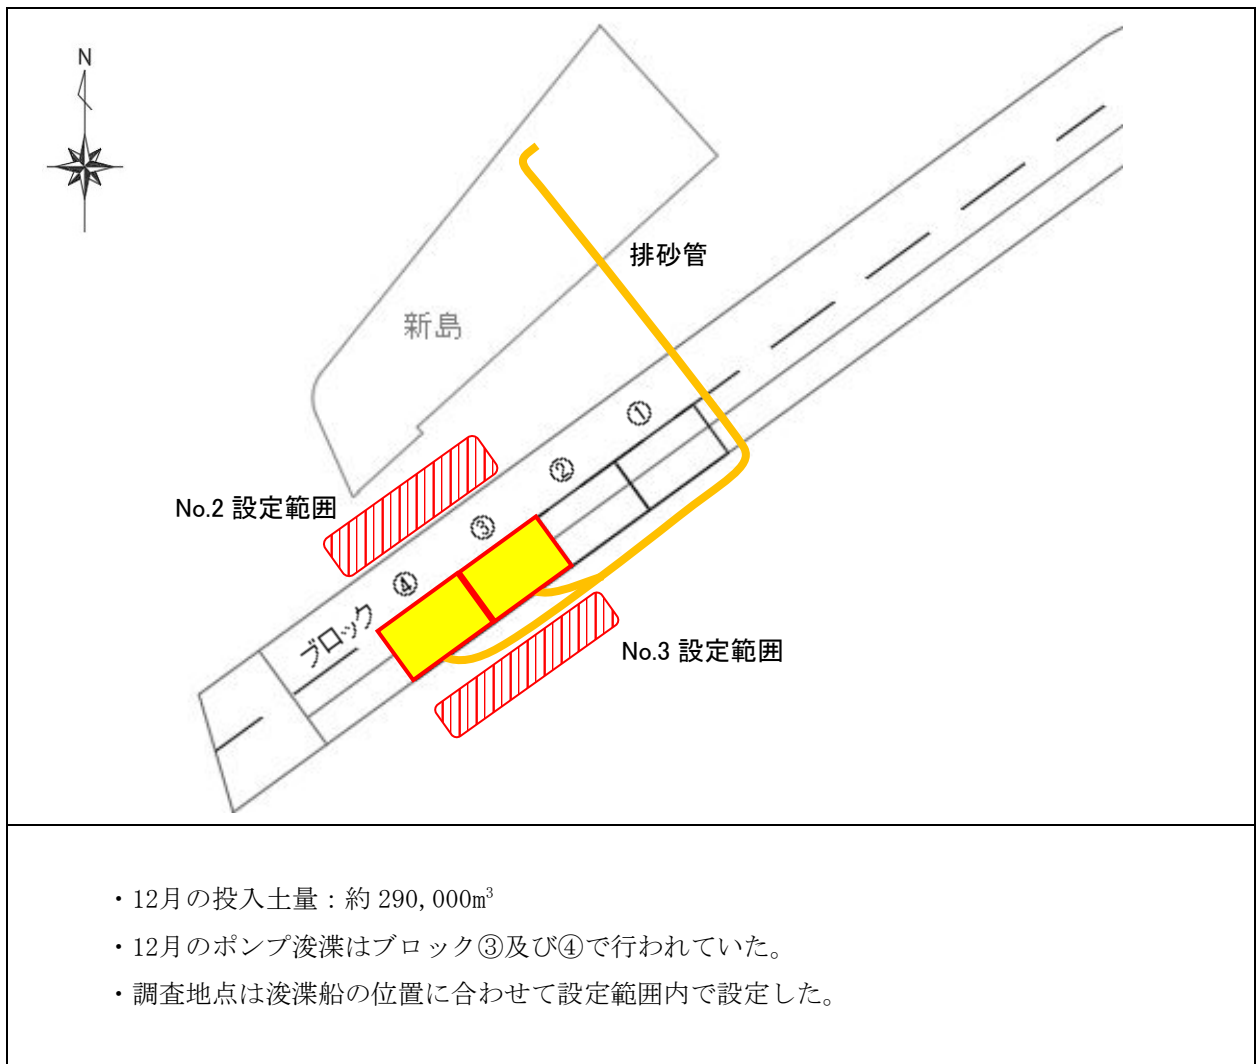 N
排砂管
新島
①
②
No.2 設定範囲
③
④
ブロック
No.3 設定範囲
・12月の投入土量：約 290,000m³
・12月のポンプ浚渫はブロック③及び④で行われていた。
・調査地点は浚渫船の位置に合わせて設定範囲内で設定した。